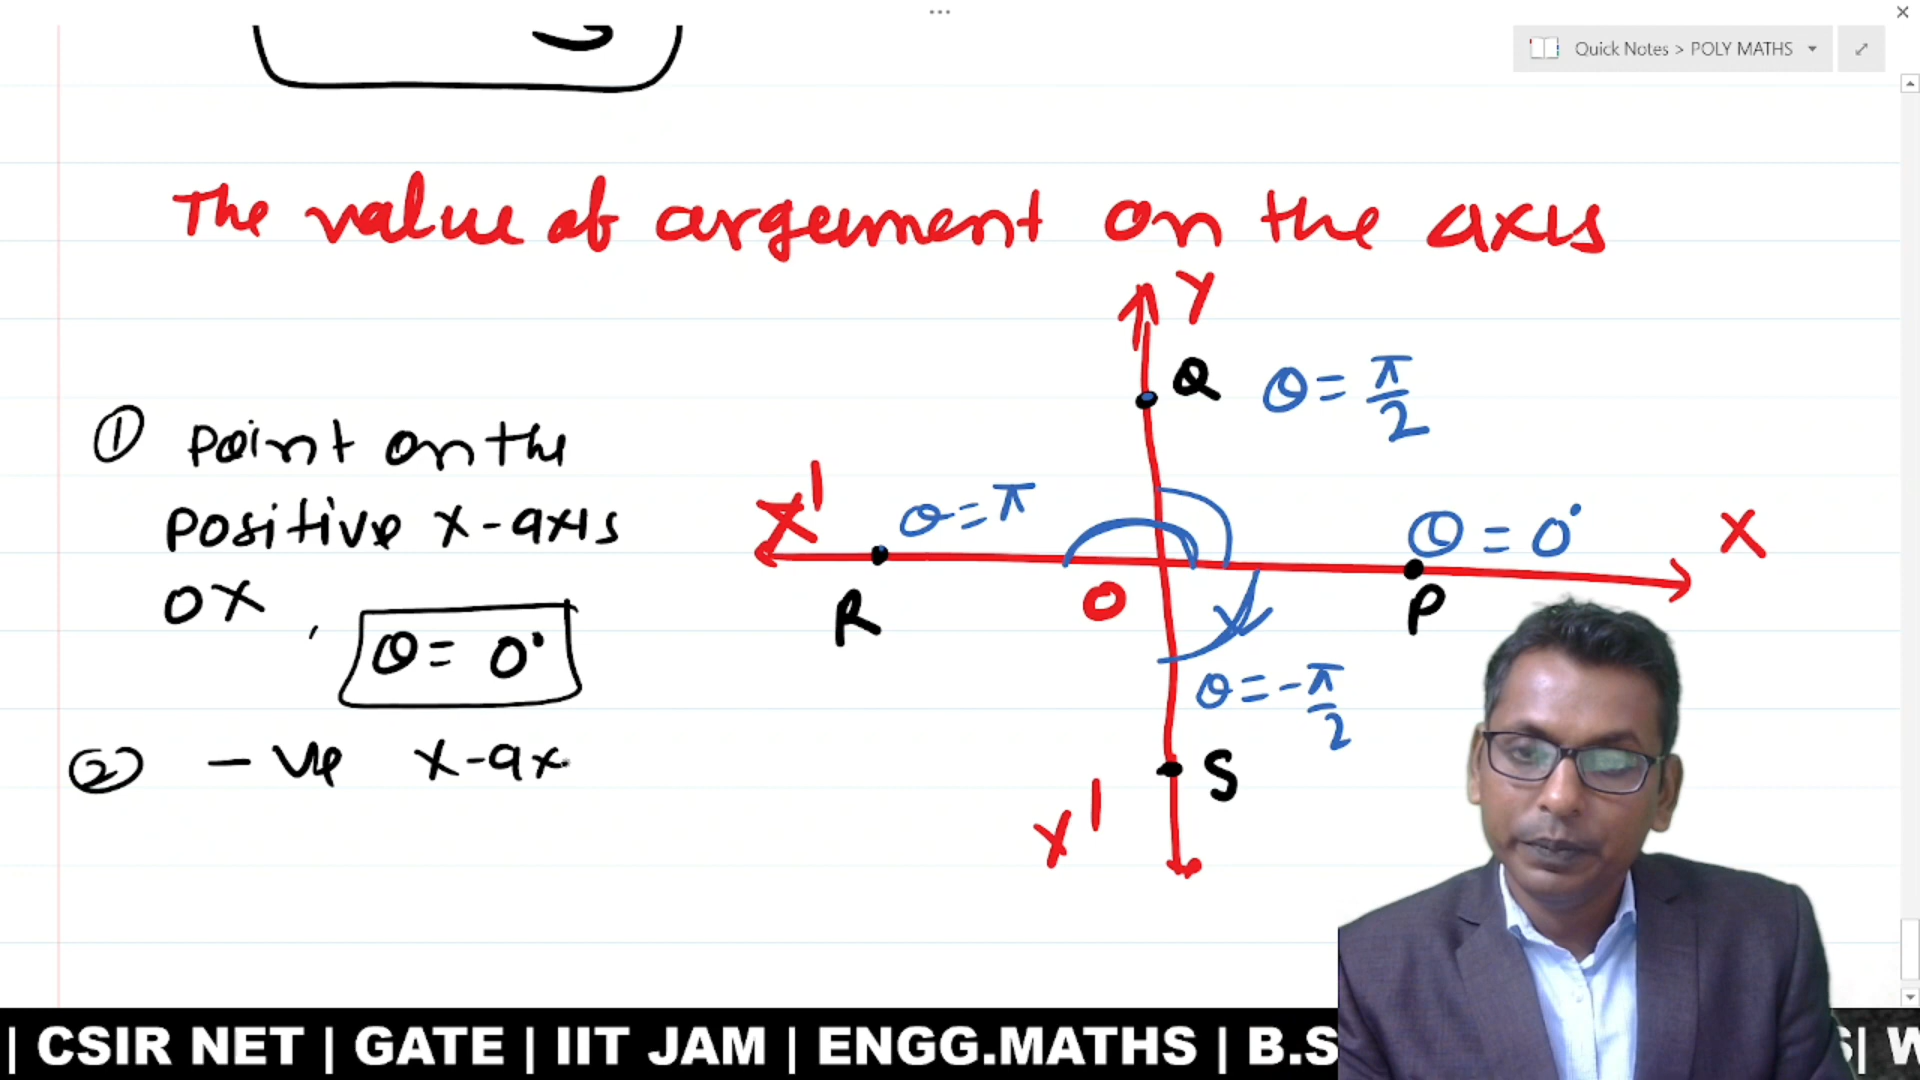 Quick Notes > POLY MATHS
The value of argument on the axis
Y
Q θ = π/2
① Point on the
positive x-axis
OX , θ = 0°
② -ve x-ax
X' θ = π
θ = 0° X
R O P
θ = -π/2
S
Y'
| CSIR NET | GATE | IIT JAM | ENGG.MATHS | B.S